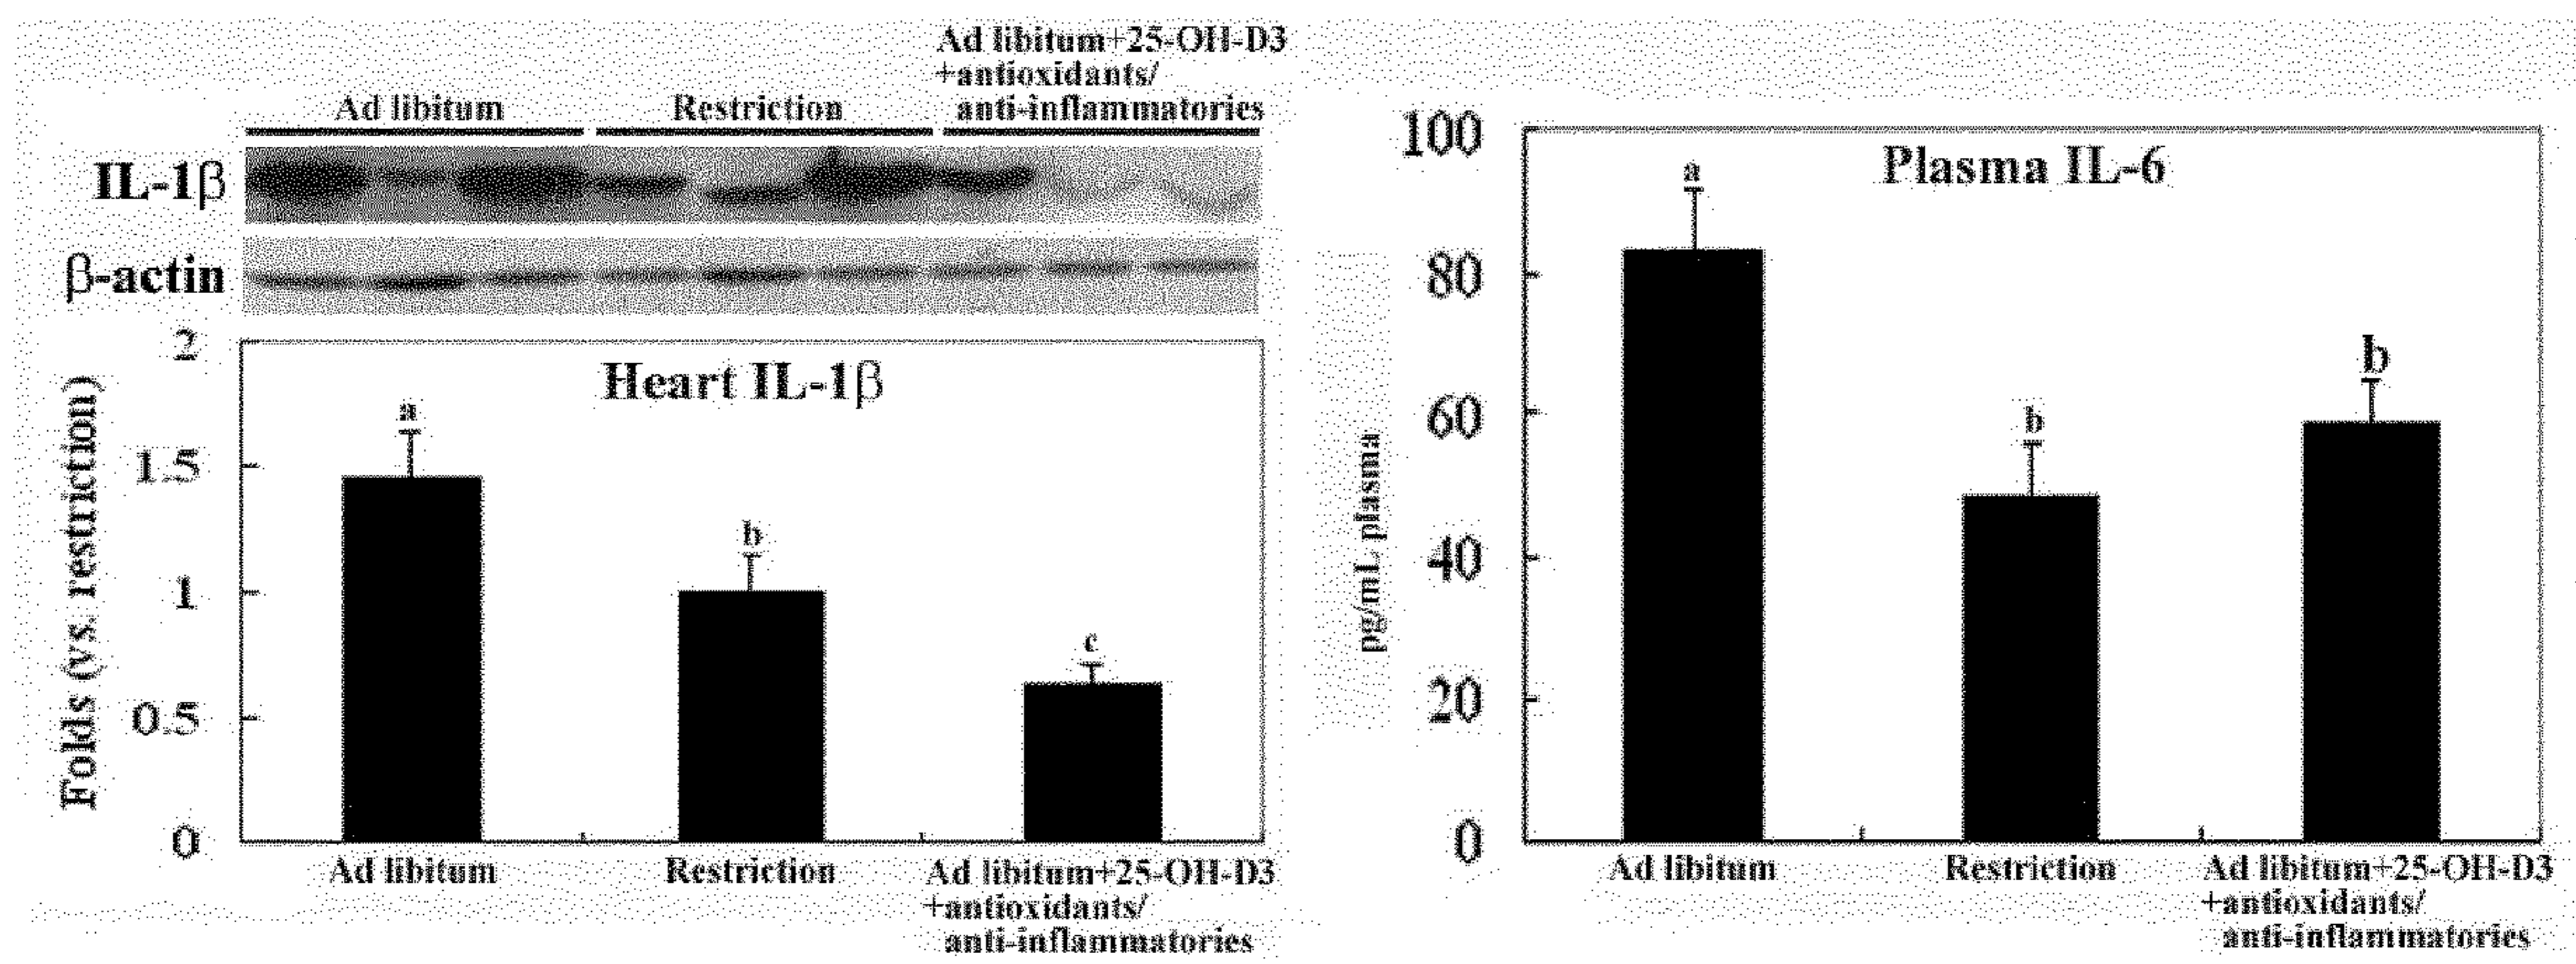 Ad libitum+25-OH-D3
+antioxidants/
anti-inflammatories
Ad libitum
Restriction
IL-1β
β-actin
Heart IL-1β
Folds (vs. restriction)
2
1.5
1
0.5
0
a
b
c
Ad libitum
Restriction
Ad libitum+25-OH-D3
+antioxidants/
anti-inflammatories
Plasma IL-6
pg/mL plasma
100
80
60
40
20
0
a
b
b
Ad libitum
Restriction
Ad libitum+25-OH-D3
+antioxidants/
anti-inflammatories